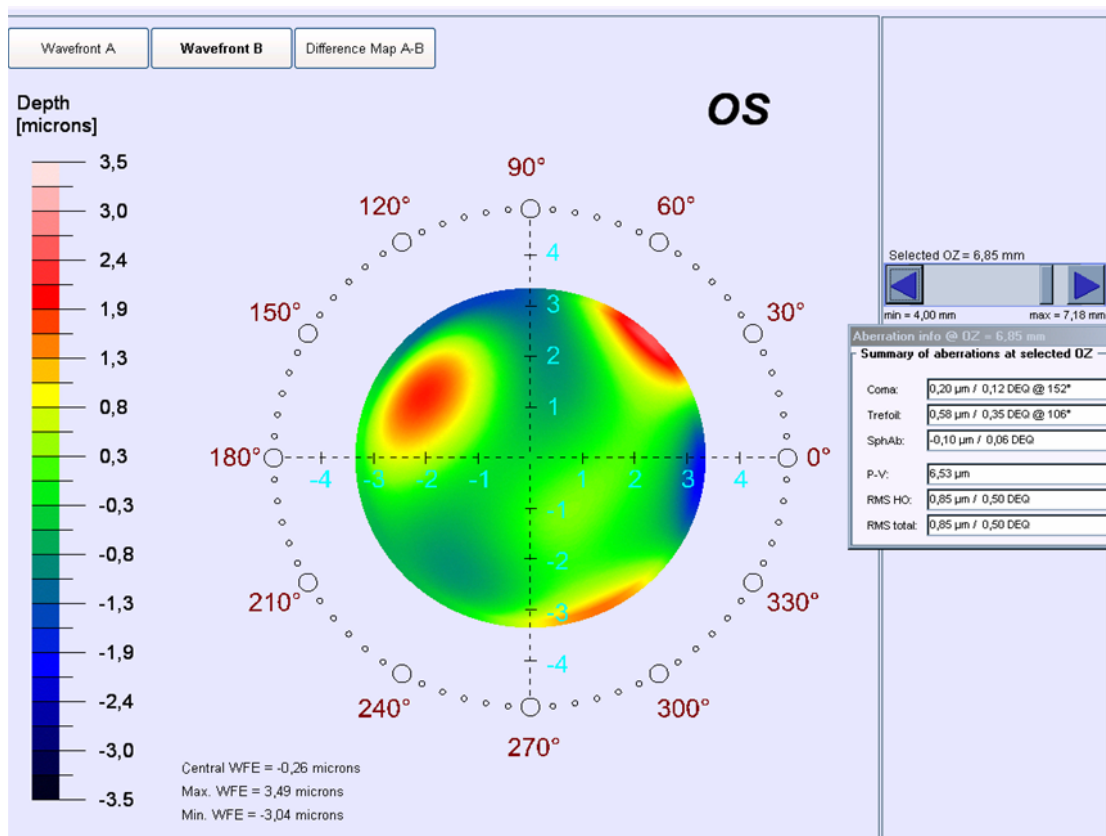 Wavefront A
Wavefront B
Difference Map A-B
Depth
[microns]
OS
3,5
3,0
2,4
1,9
1,3
0,8
0,3
-0,3
-0,8
-1,3
-1,9
-2,4
-3,0
-3.5
90°
120°
60°
150°
30°
180°
0°
210°
330°
240°
300°
270°
4
3
2
1
-4
-3
-2
-1
1
2
3
4
-1
-2
-3
-4
Central WFE = -0,26 microns
Max. WFE = 3,49 microns
Min. WFE = -3,04 microns
Selected OZ = 6,85 mm
min = 4,00 mm
max = 7,18 mm
Aberration info @ OZ = 6,85 mm
Summary of aberrations at selected OZ
Coma: 0,20 µm / 0,12 DEQ @ 152°
Trefoil: 0,58 µm / 0,35 DEQ @ 106°
SphAb: -0,10 µm / 0,06 DEQ
P-V: 6,53 µm
RMS HO: 0,85 µm / 0,50 DEQ
RMS total: 0,85 µm / 0,50 DEQ